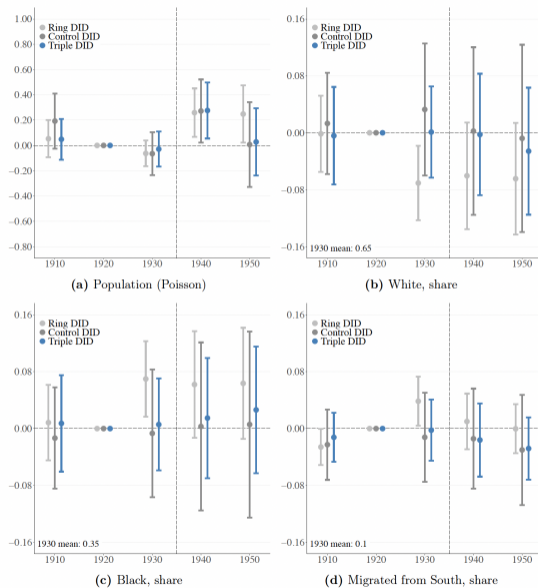 1.00
0.80
0.60
0.40
0.20
0.00
−0.20
−0.40
−0.60
−0.80
Ring DID
Control DID
Triple DID
1910 1920 1930 1940 1950
(a) Population (Poisson)
0.16
0.08
0.00
−0.08
−0.16
Ring DID
Control DID
Triple DID
1930 mean: 0.65
1910 1920 1930 1940 1950
(b) White, share
0.16
0.08
0.00
−0.08
−0.16
Ring DID
Control DID
Triple DID
1930 mean: 0.35
1910 1920 1930 1940 1950
(c) Black, share
0.16
0.08
0.00
−0.08
−0.16
Ring DID
Control DID
Triple DID
1930 mean: 0.1
1910 1920 1930 1940 1950
(d) Migrated from South, share